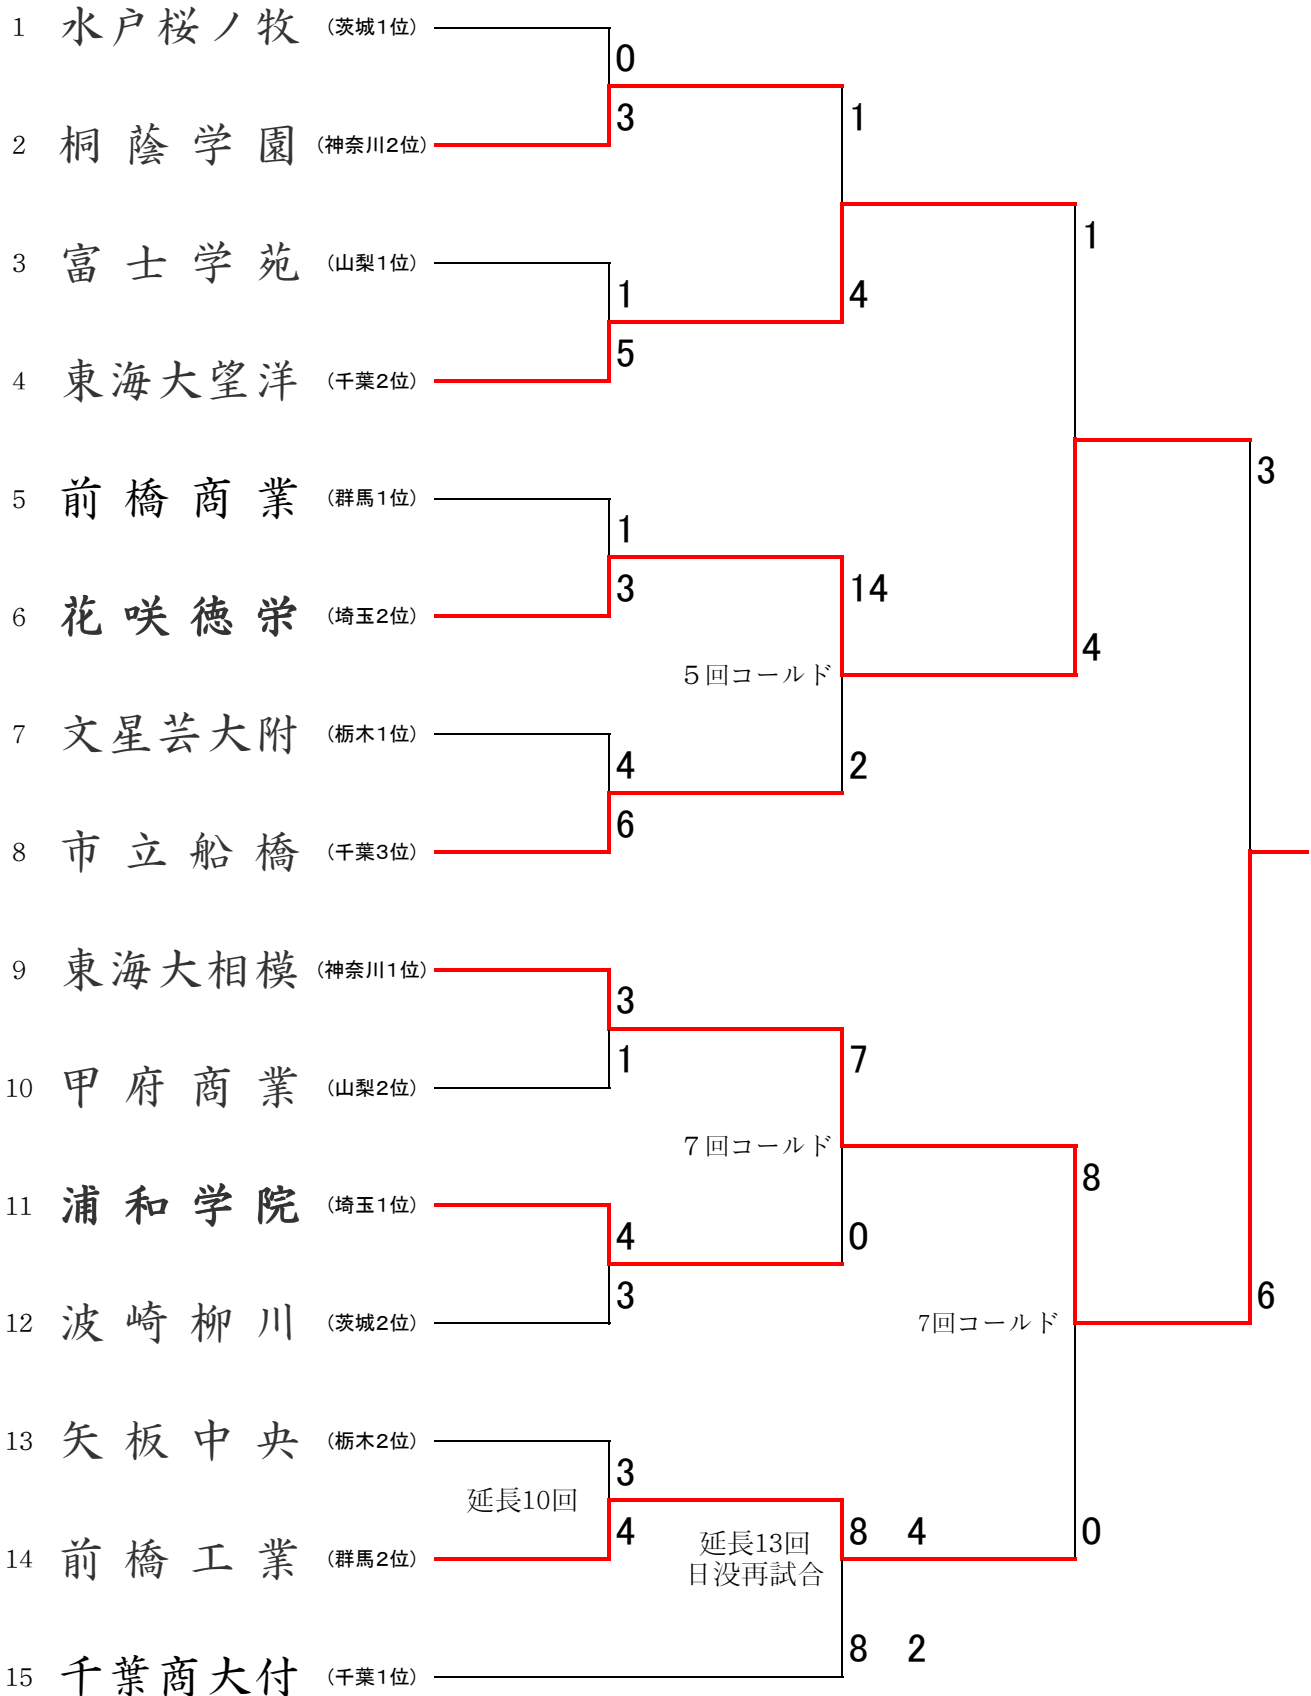 1 水戸桜ノ牧 (茨城1位)
0
3
1
2 桐蔭学園 (神奈川2位)
1
3 富士学苑 (山梨1位)
1
4
5
4 東海大望洋 (千葉2位)
3
5 前橋商業 (群馬1位)
1
3
14
6 花咲徳栄 (埼玉2位)
4
5回コールド
7 文星芸大附 (栃木1位)
4
2
6
8 市立船橋 (千葉3位)
9 東海大相模 (神奈川1位)
3
1
7
10 甲府商業 (山梨2位)
7回コールド
8
11 浦和学院 (埼玉1位)
4
0
3
6
12 波崎柳川 (茨城2位)
7回コールド
13 矢板中央 (栃木2位)
3
延長10回
4
8 4
0
延長13回
日没再試合
14 前橋工業 (群馬2位)
8 2
15 千葉商大付 (千葉1位)